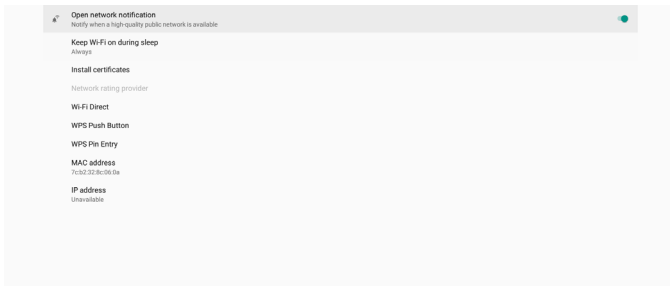 Open network notification
Notify when a high-quality public network is available
Keep Wi-Fi on during sleep
Always
Install certificates
Network rating provider
Wi-Fi Direct
WPS Push Button
WPS Pin Entry
MAC address
7c:b2:32:8c:06:0a
IP address
Unavailable